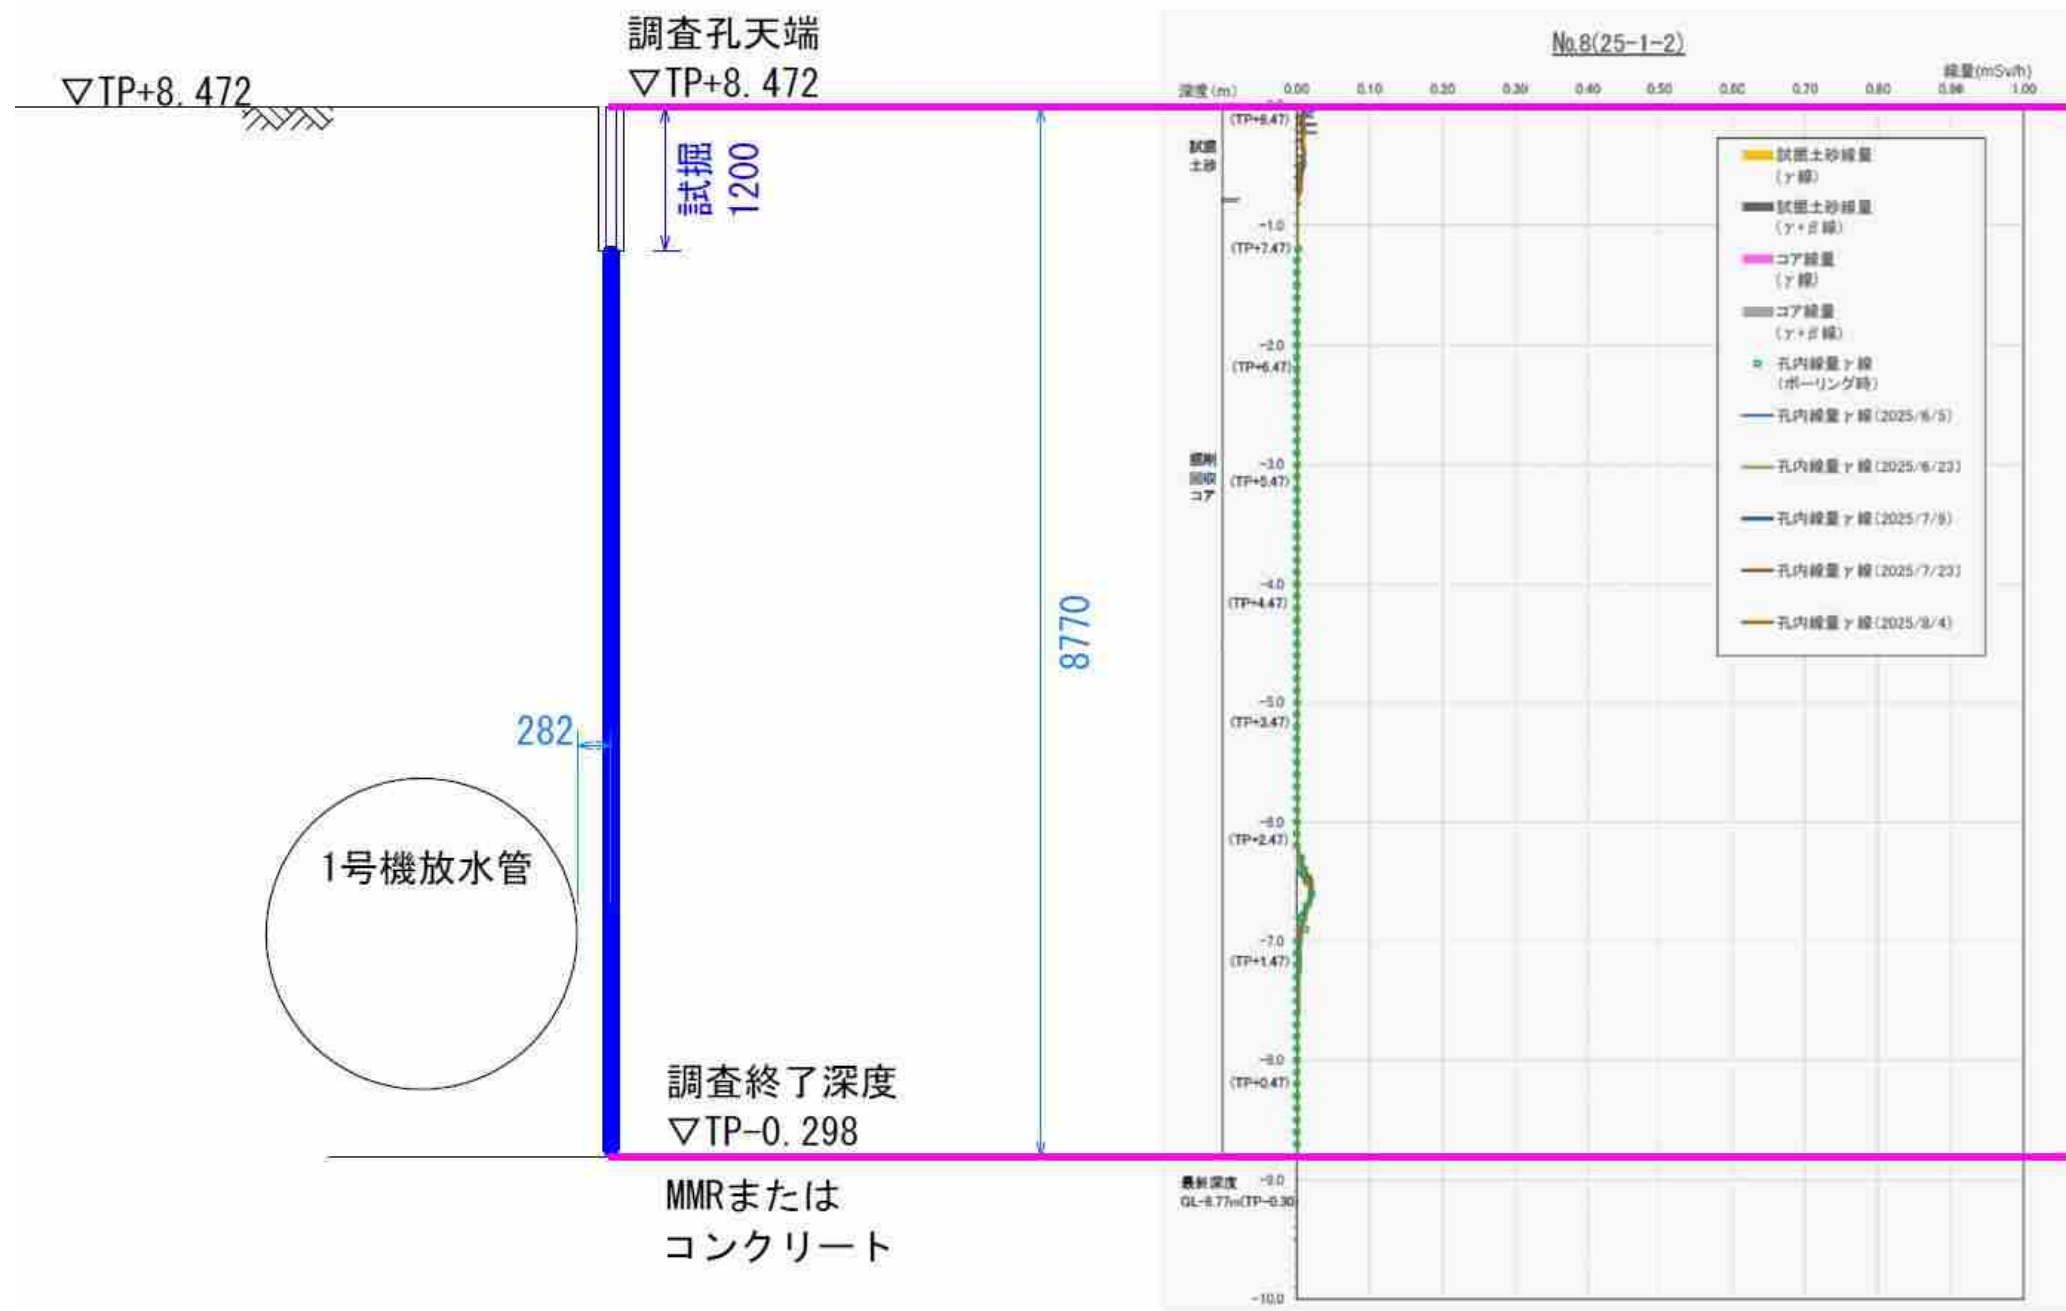 調査孔天端
▽TP+8.472
▽TP+8.472
試掘
1200
282
1号機放水管
8770
調査終了深度
▽TP-0.298
MMRまたは
コンクリート
No.8(25-1-2)
線量(mSv/h)
深度(m) 0.00 0.10 0.20 0.30 0.40 0.50 0.60 0.70 0.80 0.90 1.00
(TP+8.47)
試掘
土砂
-1.0
(TP+7.47)
-2.0
(TP+6.47)
掘削
回収
コア
-3.0
(TP+5.47)
-4.0
(TP+4.47)
-5.0
(TP+3.47)
-6.0
(TP+2.47)
-7.0
(TP+1.47)
-8.0
(TP+0.47)
最終深度
-9.0
GL-8.77m(TP-0.30
-10.0
試掘土砂線量
(γ線)
試掘土砂線量
(γ+β線)
コア線量
(γ線)
コア線量
(γ+β線)
孔内線量γ線
(ボーリング時)
孔内線量γ線(2025/6/5)
孔内線量γ線(2025/6/23)
孔内線量γ線(2025/7/9)
孔内線量γ線(2025/7/23)
孔内線量γ線(2025/8/4)